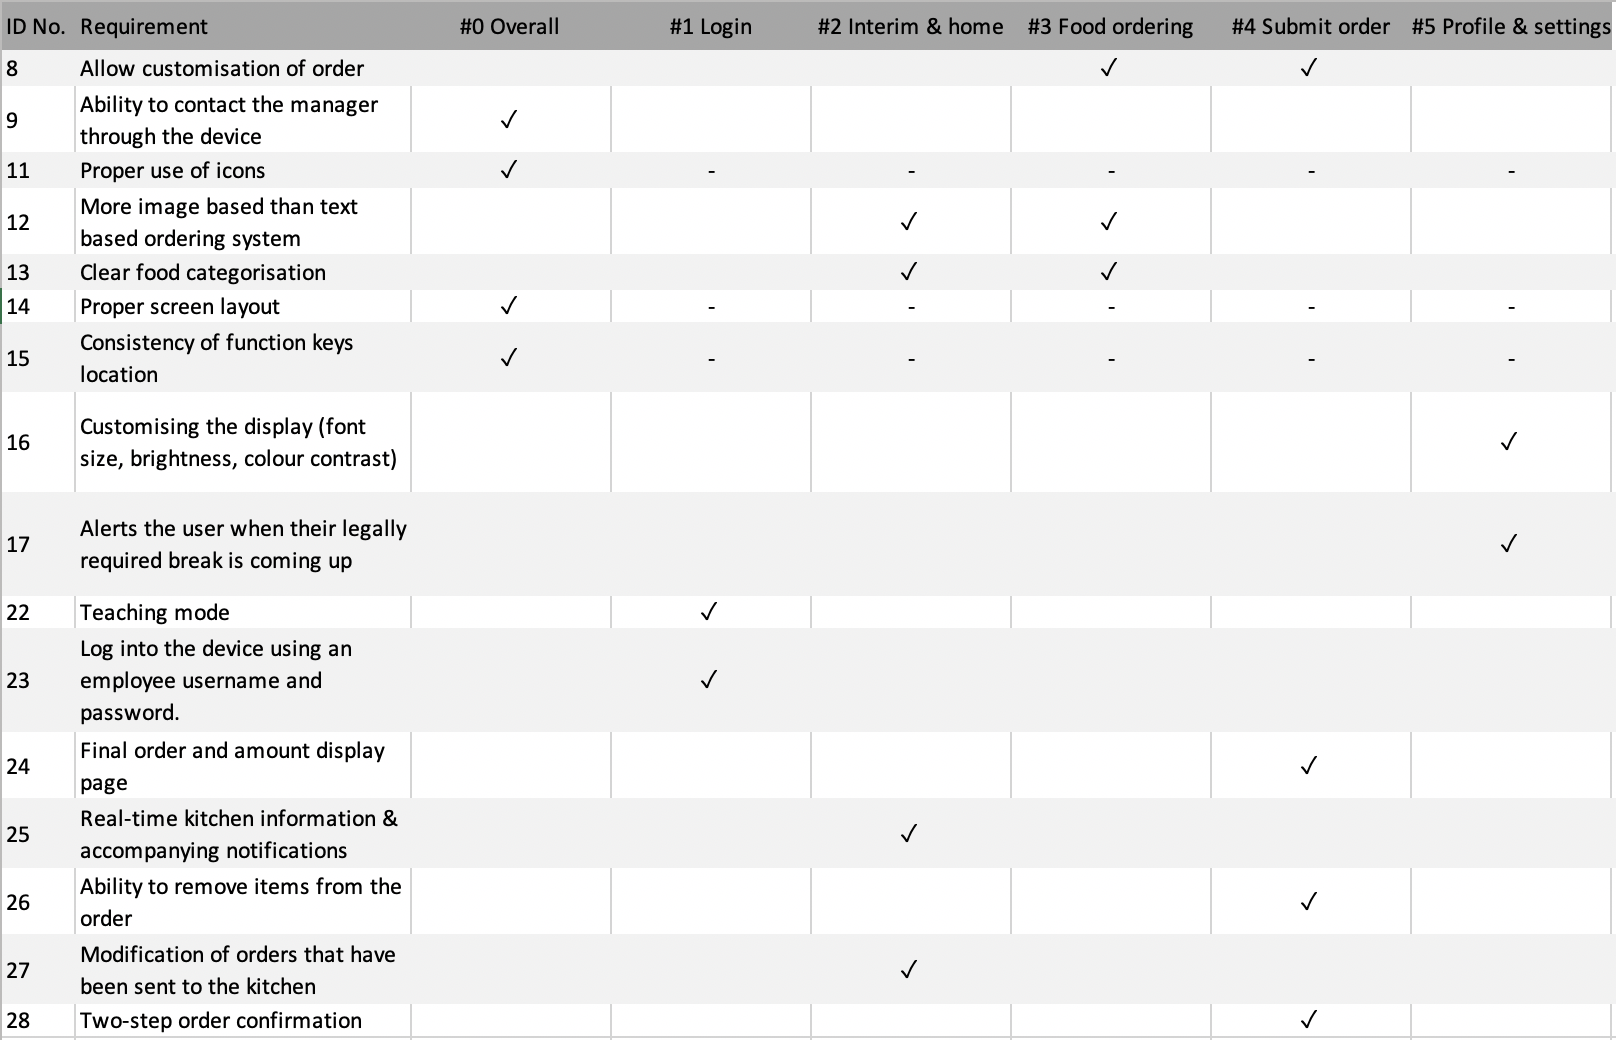 ID No. Requirement #0 Overall #1 Login #2 Interim & home #3 Food ordering #4 Submit order #5 Profile & settings
8 Allow customisation of order ✓ ✓
Ability to contact the manager
9 ✓
through the device
11 Proper use of icons ✓ - - - - -
More image based than text
12 ✓ ✓
based ordering system
13 Clear food categorisation ✓ ✓
14 Proper screen layout ✓ - - - - -
Consistency of function keys
15 ✓ - - - - -
location
Customising the display (font
16 ✓
size, brightness, colour contrast)
Alerts the user when their legally
17 ✓
required break is coming up
22 Teaching mode ✓
Log into the device using an
23 employee username and ✓
password.
Final order and amount display
24 ✓
page
Real-time kitchen information &
25 ✓
accompanying notifications
Ability to remove items from the
26 ✓
order
Modification of orders that have
27 ✓
been sent to the kitchen
28 Two-step order confirmation ✓